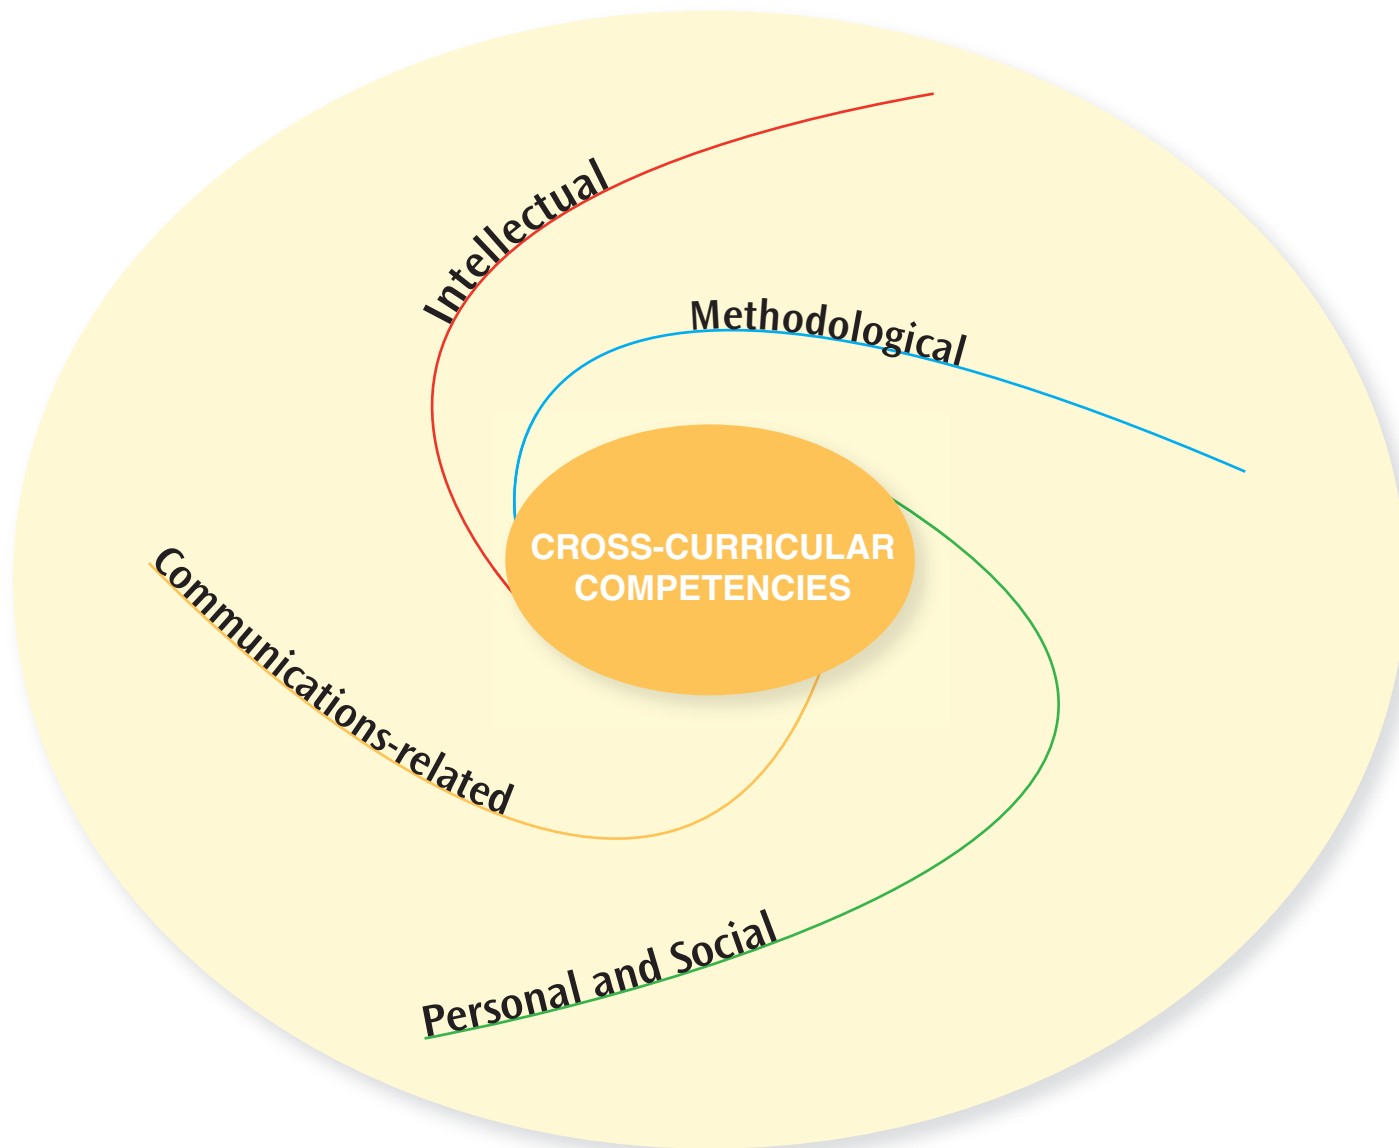 Intellectual
Methodological
CROSS-CURRICULAR
COMPETENCIES
Communications-related
Personal and Social